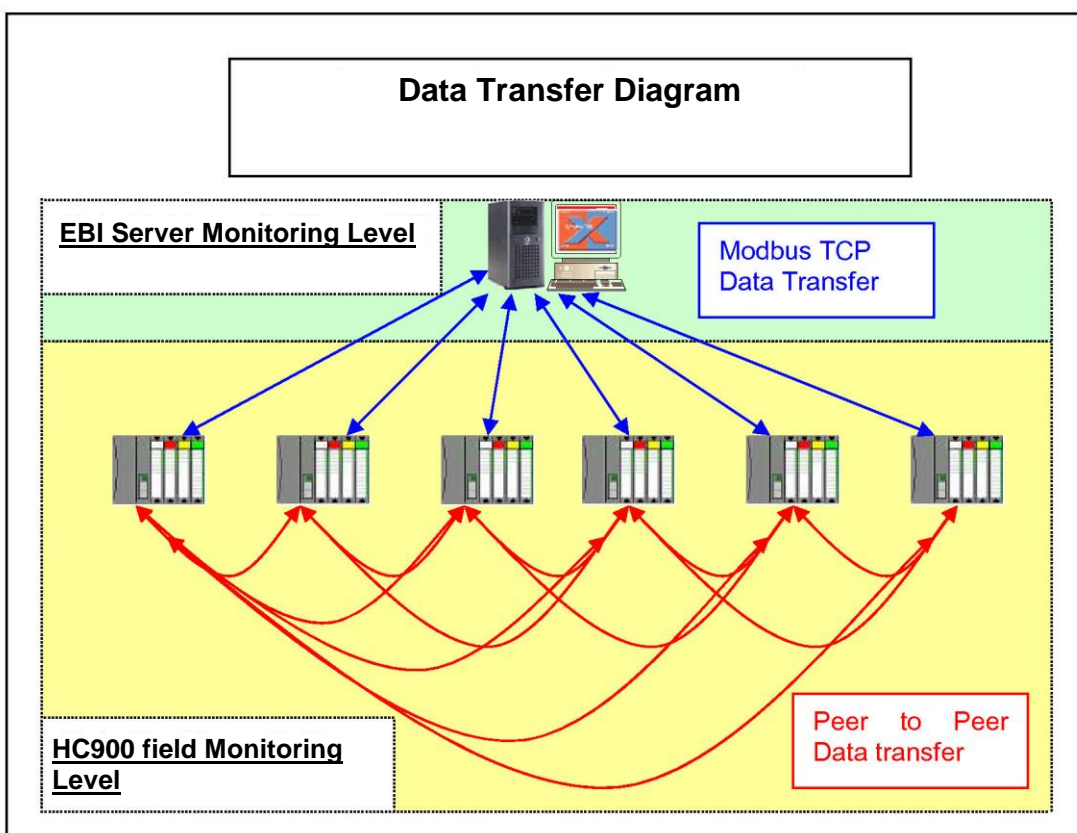 Data Transfer Diagram
EBI Server Monitoring Level
Modbus TCP
Data Transfer
HC900 field Monitoring
Level
Peer to Peer
Data transfer